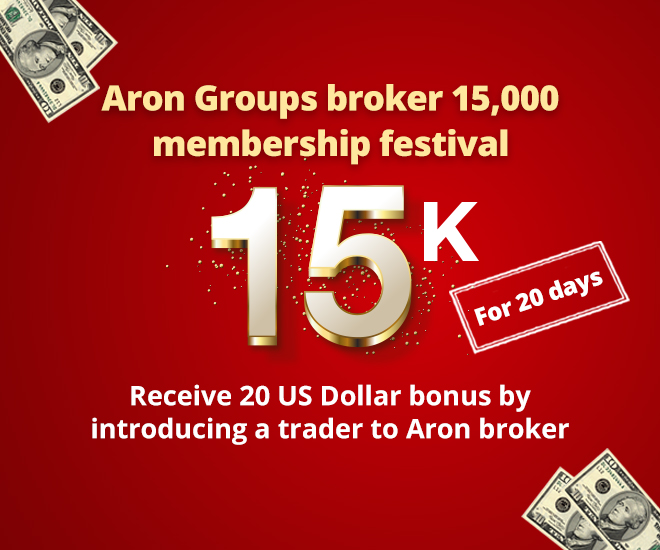 Aron Groups broker 15,000
membership festival
15K
For 20 days
Receive 20 US Dollar bonus by
introducing a trader to Aron broker